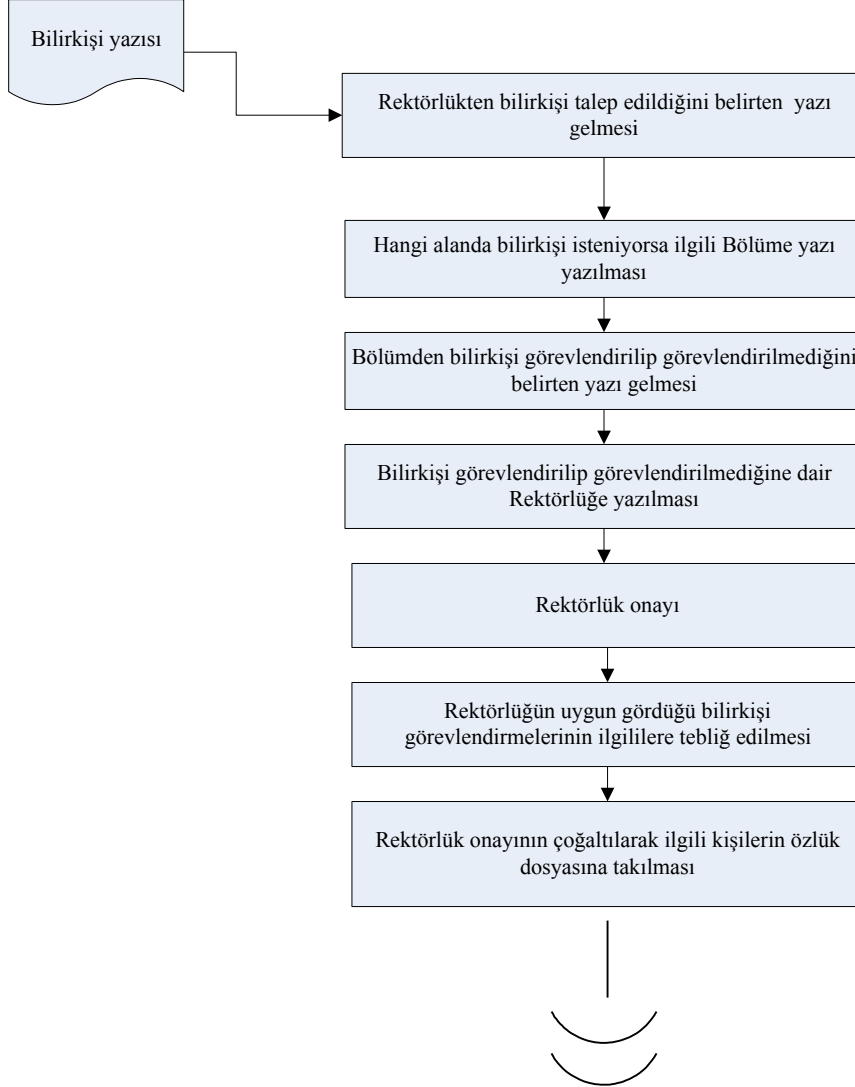 Bilirkişi yazısı
Rektörlükten bilirkişi talep edildiğini belirten yazı
gelmesi
Hangi alanda bilirkişi isteniyorsa ilgili Bölüme yazı
yazılması
Bölümden bilirkişi görevlendirilip görevlendirilmediğini
belirten yazı gelmesi
Bilirkişi görevlendirilip görevlendirilmediğine dair
Rektörlüğe yazılması
Rektörlük onayı
Rektörlüğün uygun gördüğü bilirkişi
görevlendirmelerinin ilgililere tebliğ edilmesi
Rektörlük onayının çoğaltılarak ilgili kişilerin özlük
dosyasına takılması